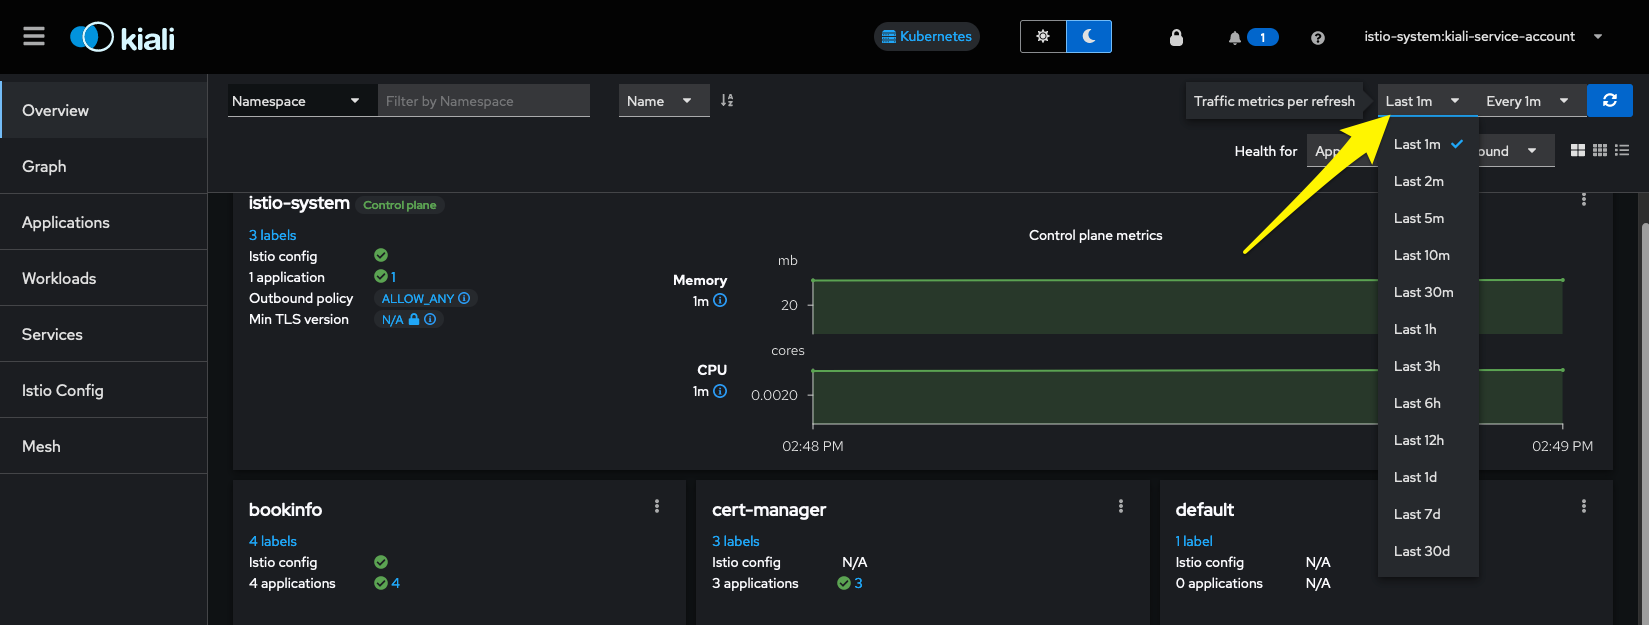 kiali
Kubernetes
1
istio-system:kiali-service-account
Overview
Graph
Applications
Workloads
Services
Istio Config
Mesh
Namespace
Filter by Namespace
Name
Traffic metrics per refresh
Last 1m
Every 1m
Health for
Last 1m
Last 2m
Last 5m
Last 10m
Last 30m
Last 1h
Last 3h
Last 6h
Last 12h
Last 1d
Last 7d
Last 30d
istio-system Control plane
3 labels
Istio config
1 application 1
Outbound policy ALLOW_ANY
Min TLS version N/A
Control plane metrics
Memory
1m
mb
20
CPU
1m
cores
0.0020
02:48 PM
02:49 PM
bookinfo
4 labels
Istio config
4 applications 4
cert-manager
3 labels
Istio config N/A
3 applications 3
default
1 label
Istio config N/A
0 applications N/A